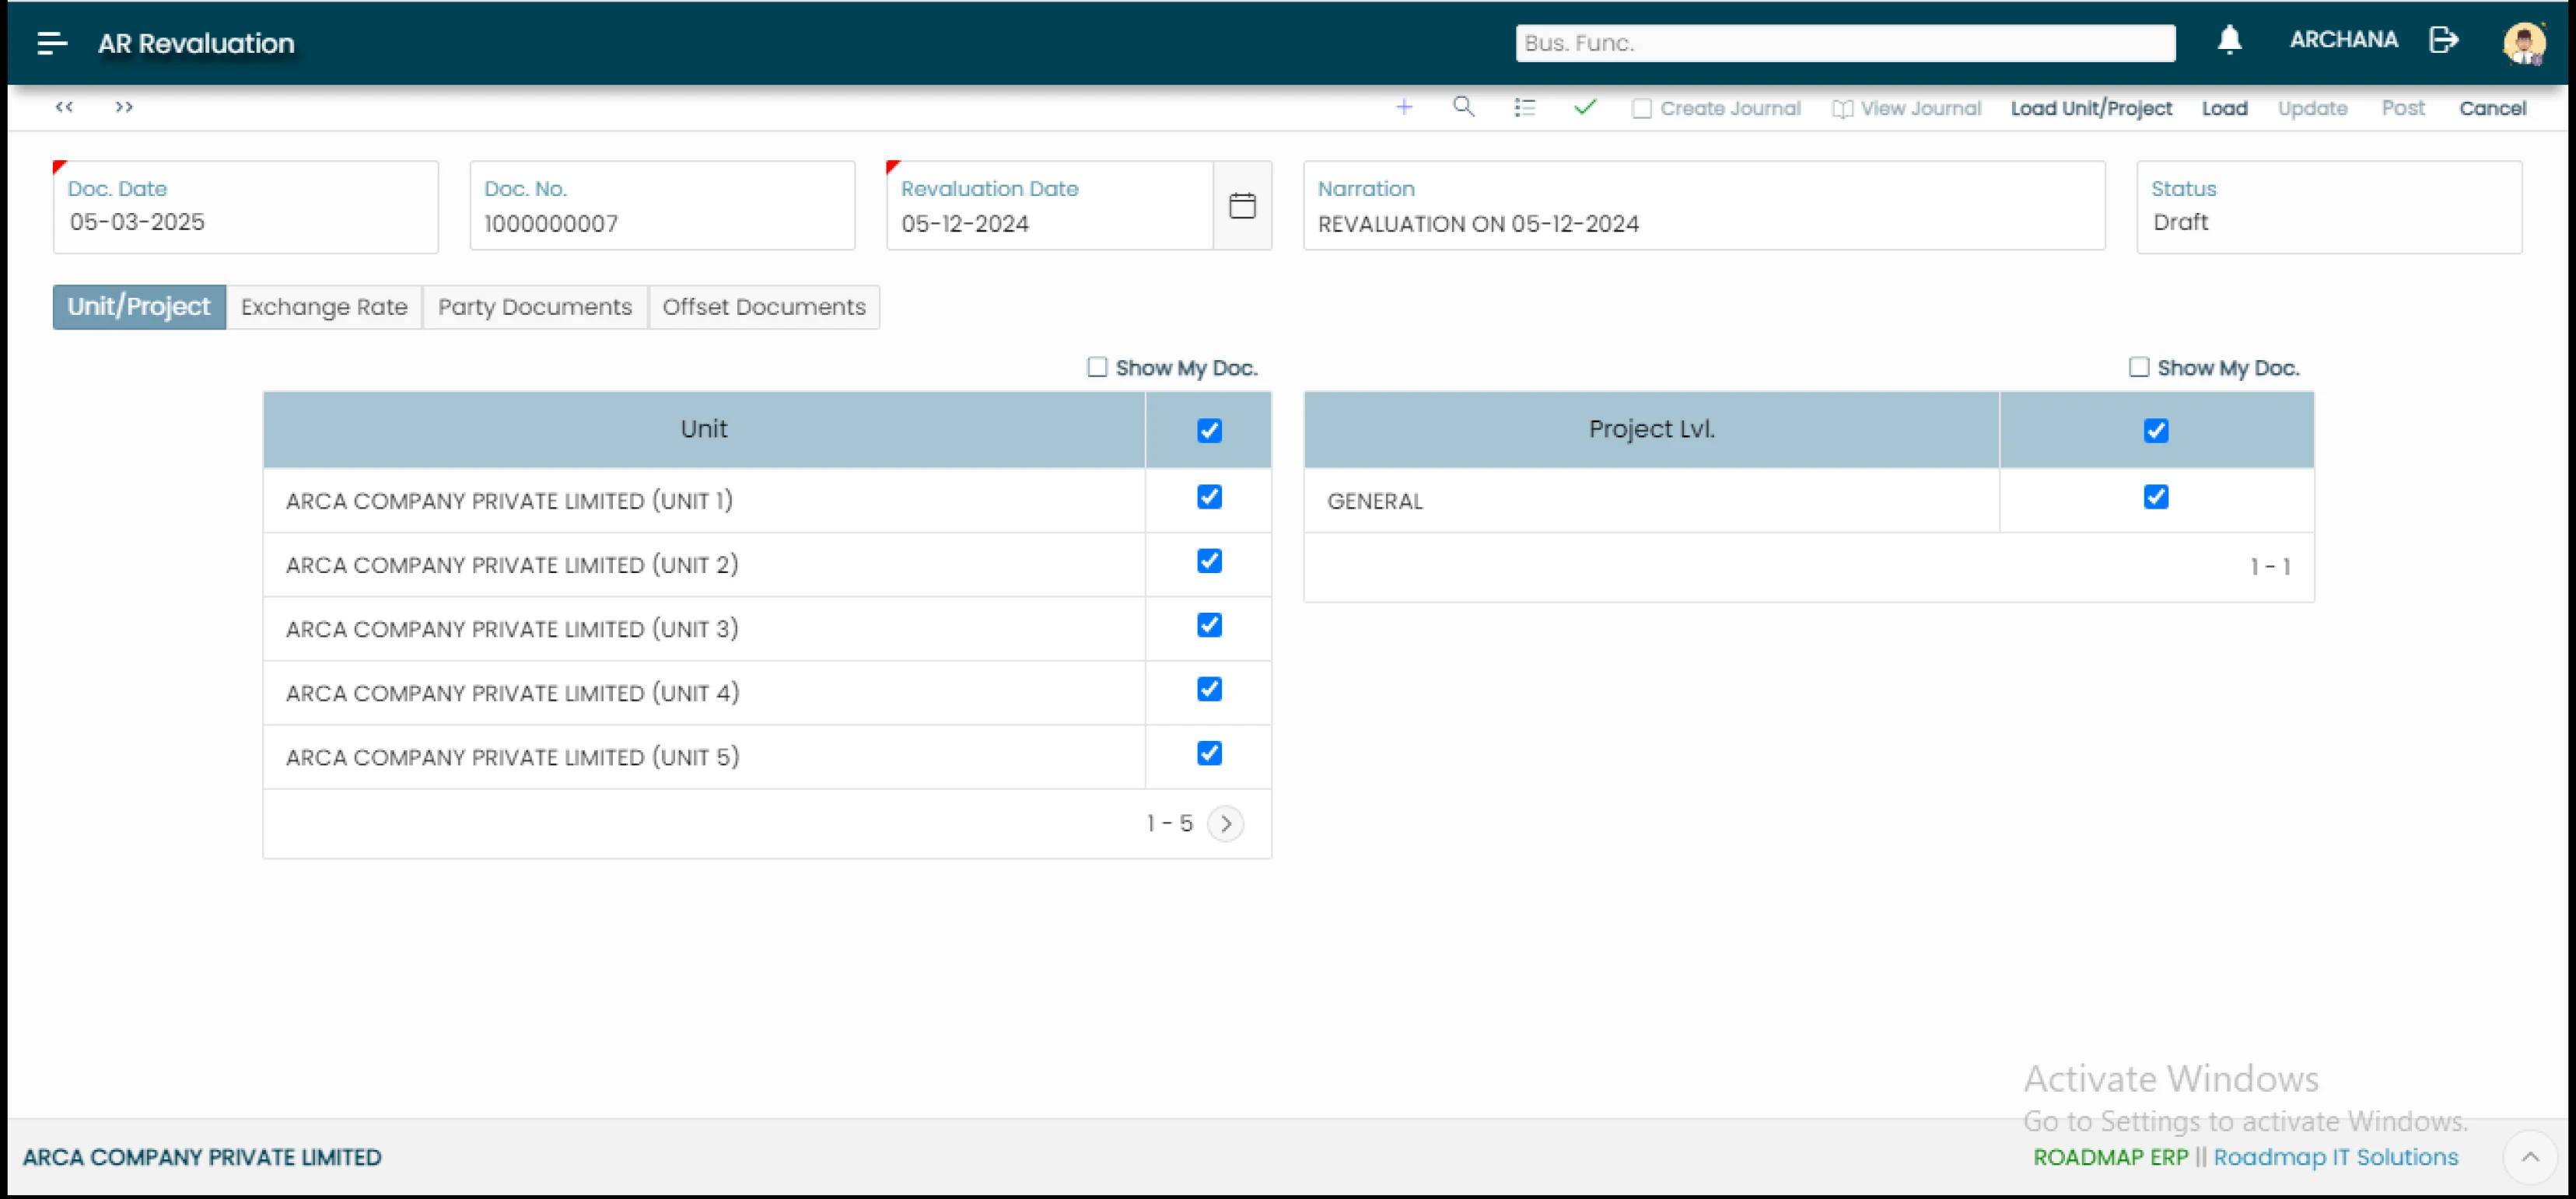 AR Revaluation
Bus. Func.
ARCHANA
<< >>
Create Journal View Journal Load Unit/Project Load Update Post Cancel
Doc. Date
05-03-2025
Doc. No.
1000000007
Revaluation Date
05-12-2024
Narration
REVALUATION ON 05-12-2024
Status
Draft
Unit/Project Exchange Rate Party Documents Offset Documents
Show My Doc.
Unit
ARCA COMPANY PRIVATE LIMITED (UNIT 1)
ARCA COMPANY PRIVATE LIMITED (UNIT 2)
ARCA COMPANY PRIVATE LIMITED (UNIT 3)
ARCA COMPANY PRIVATE LIMITED (UNIT 4)
ARCA COMPANY PRIVATE LIMITED (UNIT 5)
1 - 5
Show My Doc.
Project Lvl.
GENERAL
1 - 1
Activate Windows
Go to Settings to activate Windows.
ARCA COMPANY PRIVATE LIMITED
ROADMAP ERP || Roadmap IT Solutions